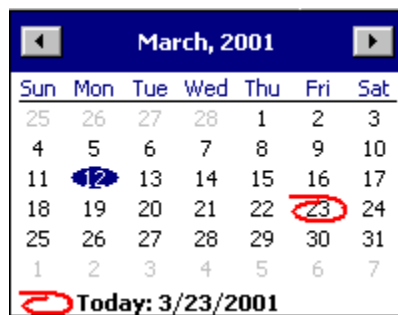 March, 2001
Sun Mon Tue Wed Thu Fri Sat
25 26 27 28 1 2 3
4 5 6 7 8 9 10
11 12 13 14 15 16 17
18 19 20 21 22 23 24
25 26 27 28 29 30 31
1 2 3 4 5 6 7
Today: 3/23/2001